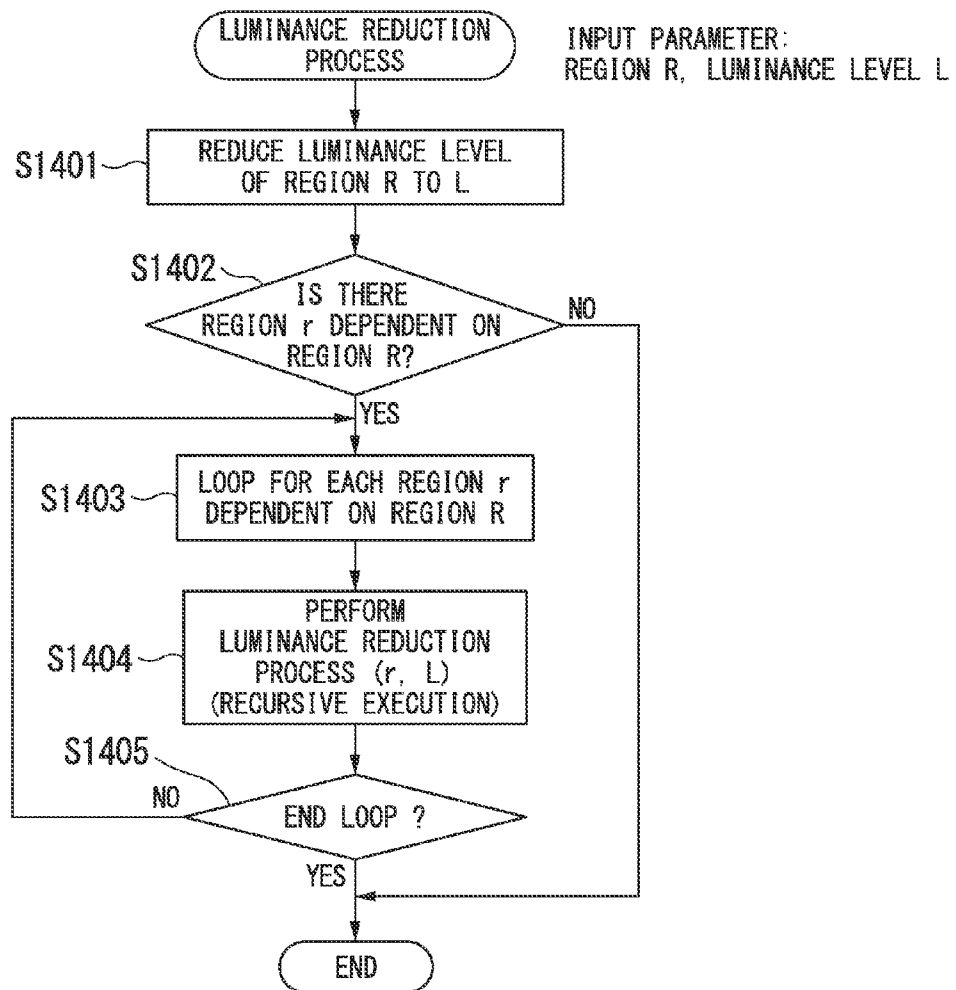 LUMINANCE REDUCTION
PROCESS
INPUT PARAMETER:
REGION R, LUMINANCE LEVEL L
S1401
REDUCE LUMINANCE LEVEL
OF REGION R TO L
S1402
IS THERE
REGION r DEPENDENT ON
REGION R?
NO
YES
S1403
LOOP FOR EACH REGION r
DEPENDENT ON REGION R
S1404
PERFORM
LUMINANCE REDUCTION
PROCESS (r, L)
(RECURSIVE EXECUTION)
S1405
NO
END LOOP ?
YES
END